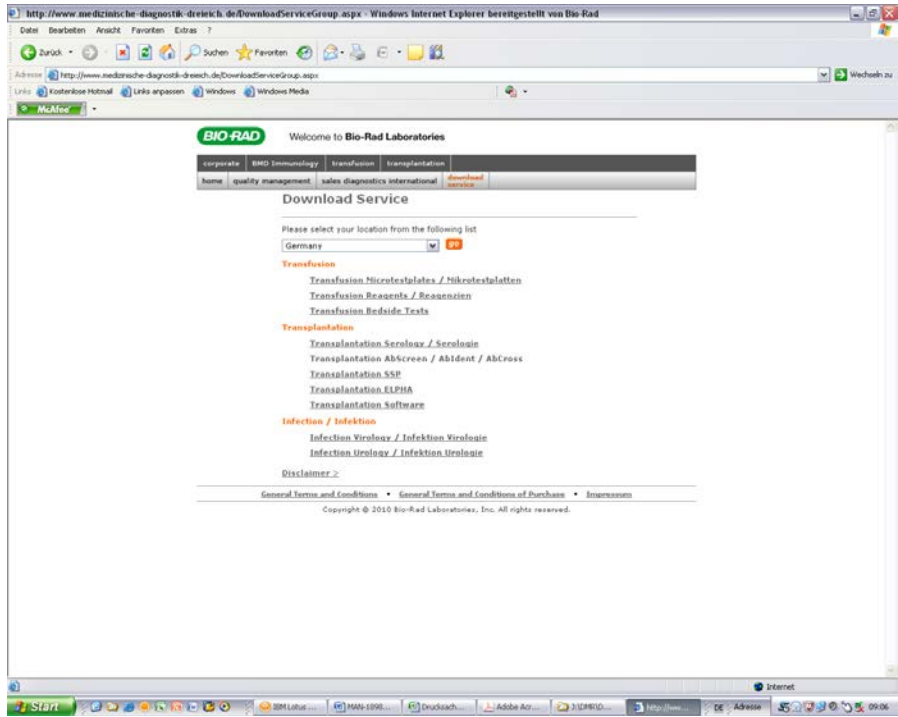 http://www.medizinische-diagnostik-dreieich.de/DownloadServiceGroup.aspx - Windows Internet Explorer bereitgestellt von Bio-Rad
Datei Bearbeiten Ansicht Favoriten Extras ?
Zurück Suchen Favoriten
Adresse http://www.medizinische-diagnostik-dreieich.de/DownloadServiceGroup.aspx Wechseln zu
Links Kostenlose Hotmail Links anpassen Windows Windows Media
McAfee
BIO-RAD Welcome to Bio-Rad Laboratories
corporate BMD Immunology transfusion transplantation
home quality management sales diagnostics international download service
Download Service
Please select your location from the following list
Germany go
Transfusion
Transfusion Microtestplates / Mikrotestplatten
Transfusion Reagents / Reagenzien
Transfusion Bedside Tests
Transplantation
Transplantation Serology / Serologie
Transplantation AbScreen / AbIdent / AbCross
Transplantation SSP
Transplantation ELPHA
Transplantation Software
Infection / Infektion
Infection Virology / Infektion Virologie
Infection Urology / Infektion Urologie
Disclaimer >
General Terms and Conditions • General Terms and Conditions of Purchase • Impressum
Copyright @ 2010 Bio-Rad Laboratories, Inc. All rights reserved.
Internet
Start IBM Lotus ... MAN-1098... Drucksach... Adobe Acr... http://www... DE Adresse 09:06